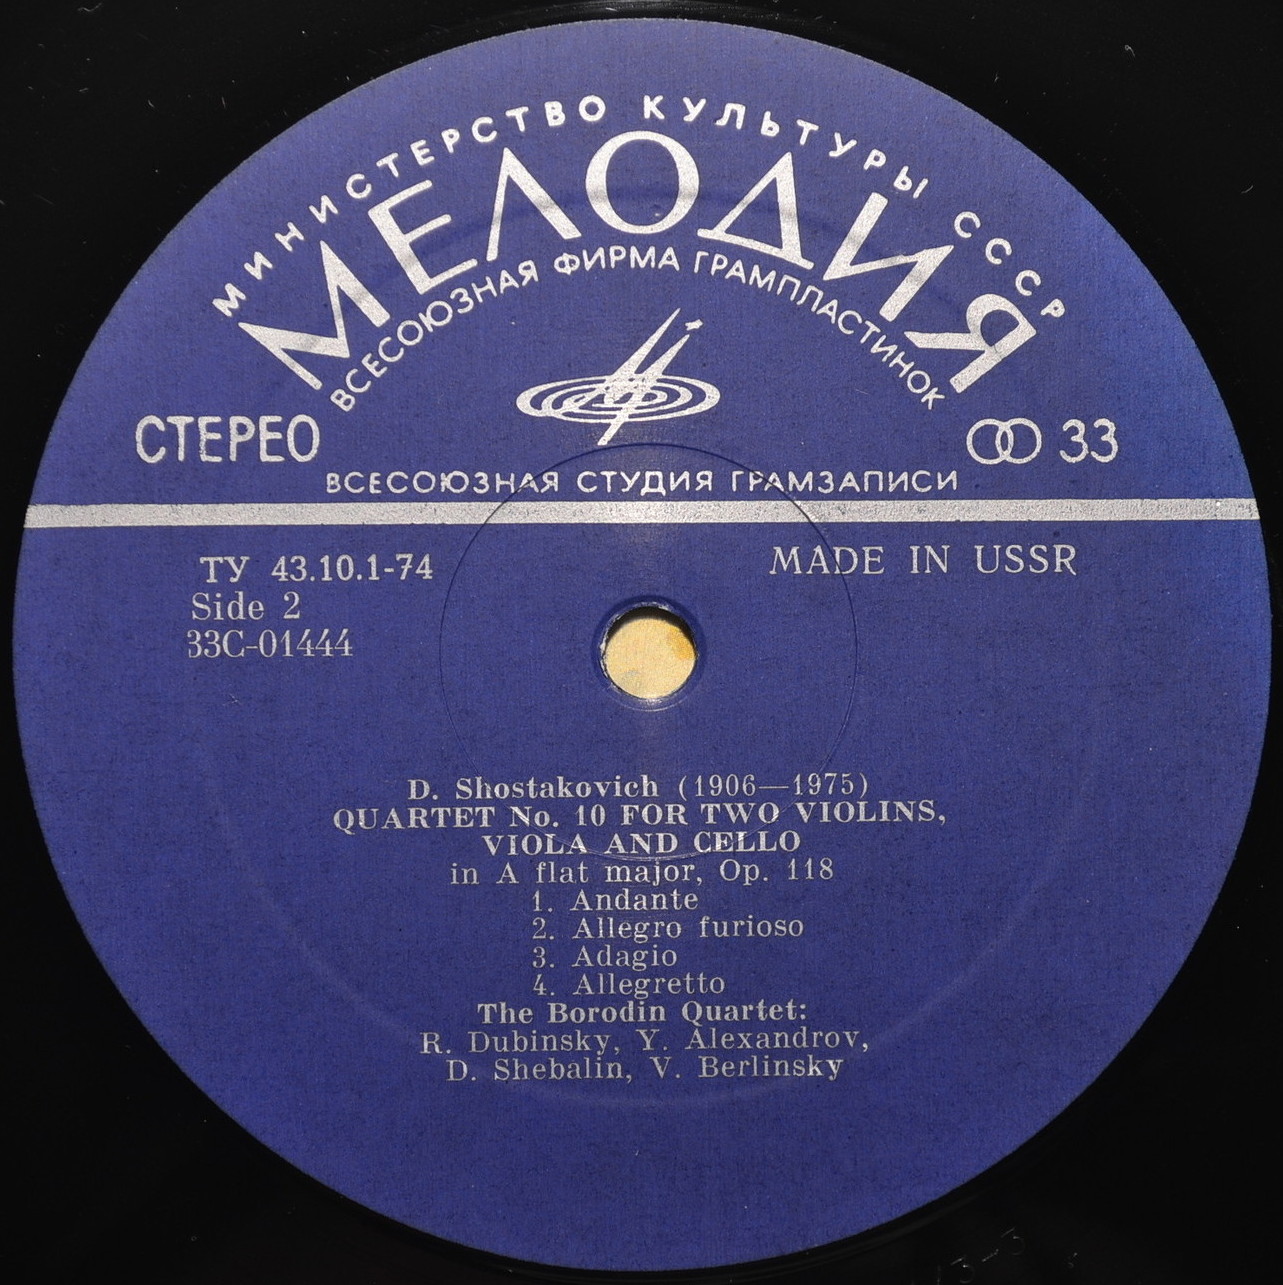 МИНИСТЕРСТВО КУЛЬТУРЫ СССР
МЕЛОДИЯ
ВСЕСОЮЗНАЯ ФИРМА ГРАМПЛАСТИНОК
СТЕРЕО
33
ВСЕСОЮЗНАЯ СТУДИЯ ГРАМЗАПИСИ
ТУ 43.10.1-74
MADE IN USSR
Side 2
33С-01444
D. Shostakovich (1906—1975)
QUARTET No. 10 FOR TWO VIOLINS,
VIOLA AND CELLO
in A flat major, Op. 118
1. Andante
2. Allegro furioso
3. Adagio
4. Allegretto
The Borodin Quartet:
R. Dubinsky, Y. Alexandrov,
D. Shebalin, V. Berlinsky